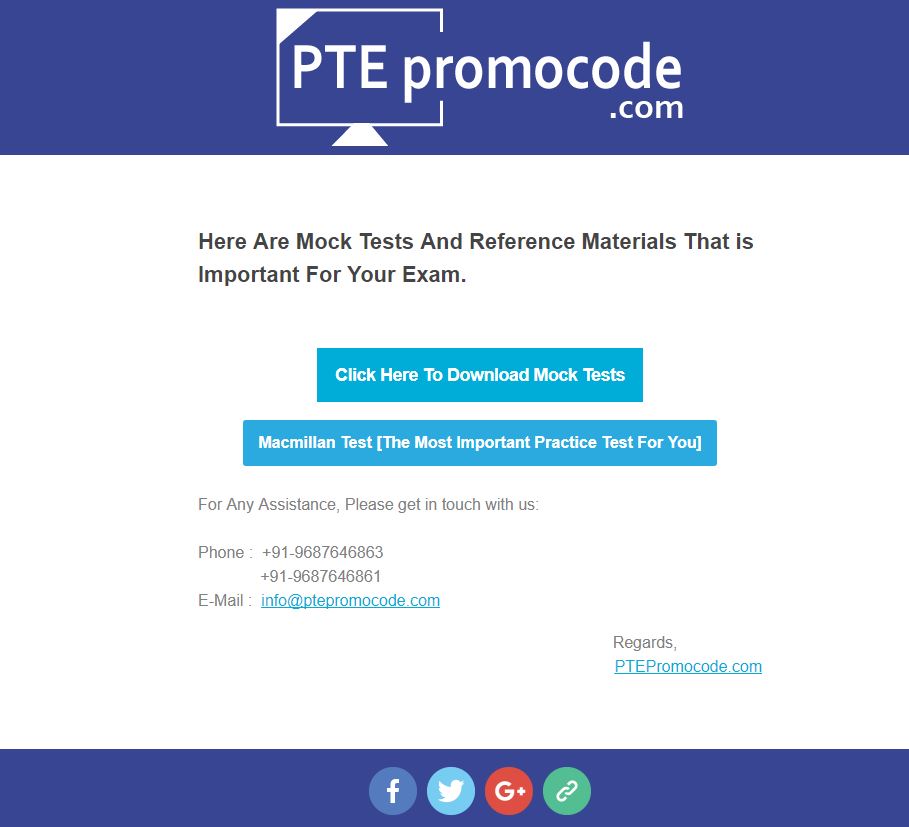 PTE promocode
.com
Here Are Mock Tests And Reference Materials That is
Important For Your Exam.
Click Here To Download Mock Tests
Macmillan Test [The Most Important Practice Test For You]
For Any Assistance, Please get in touch with us:
Phone : +91-9687646863
+91-9687646861
E-Mail : info@ptepromocode.com
Regards,
PTEPromocode.com
f
G+